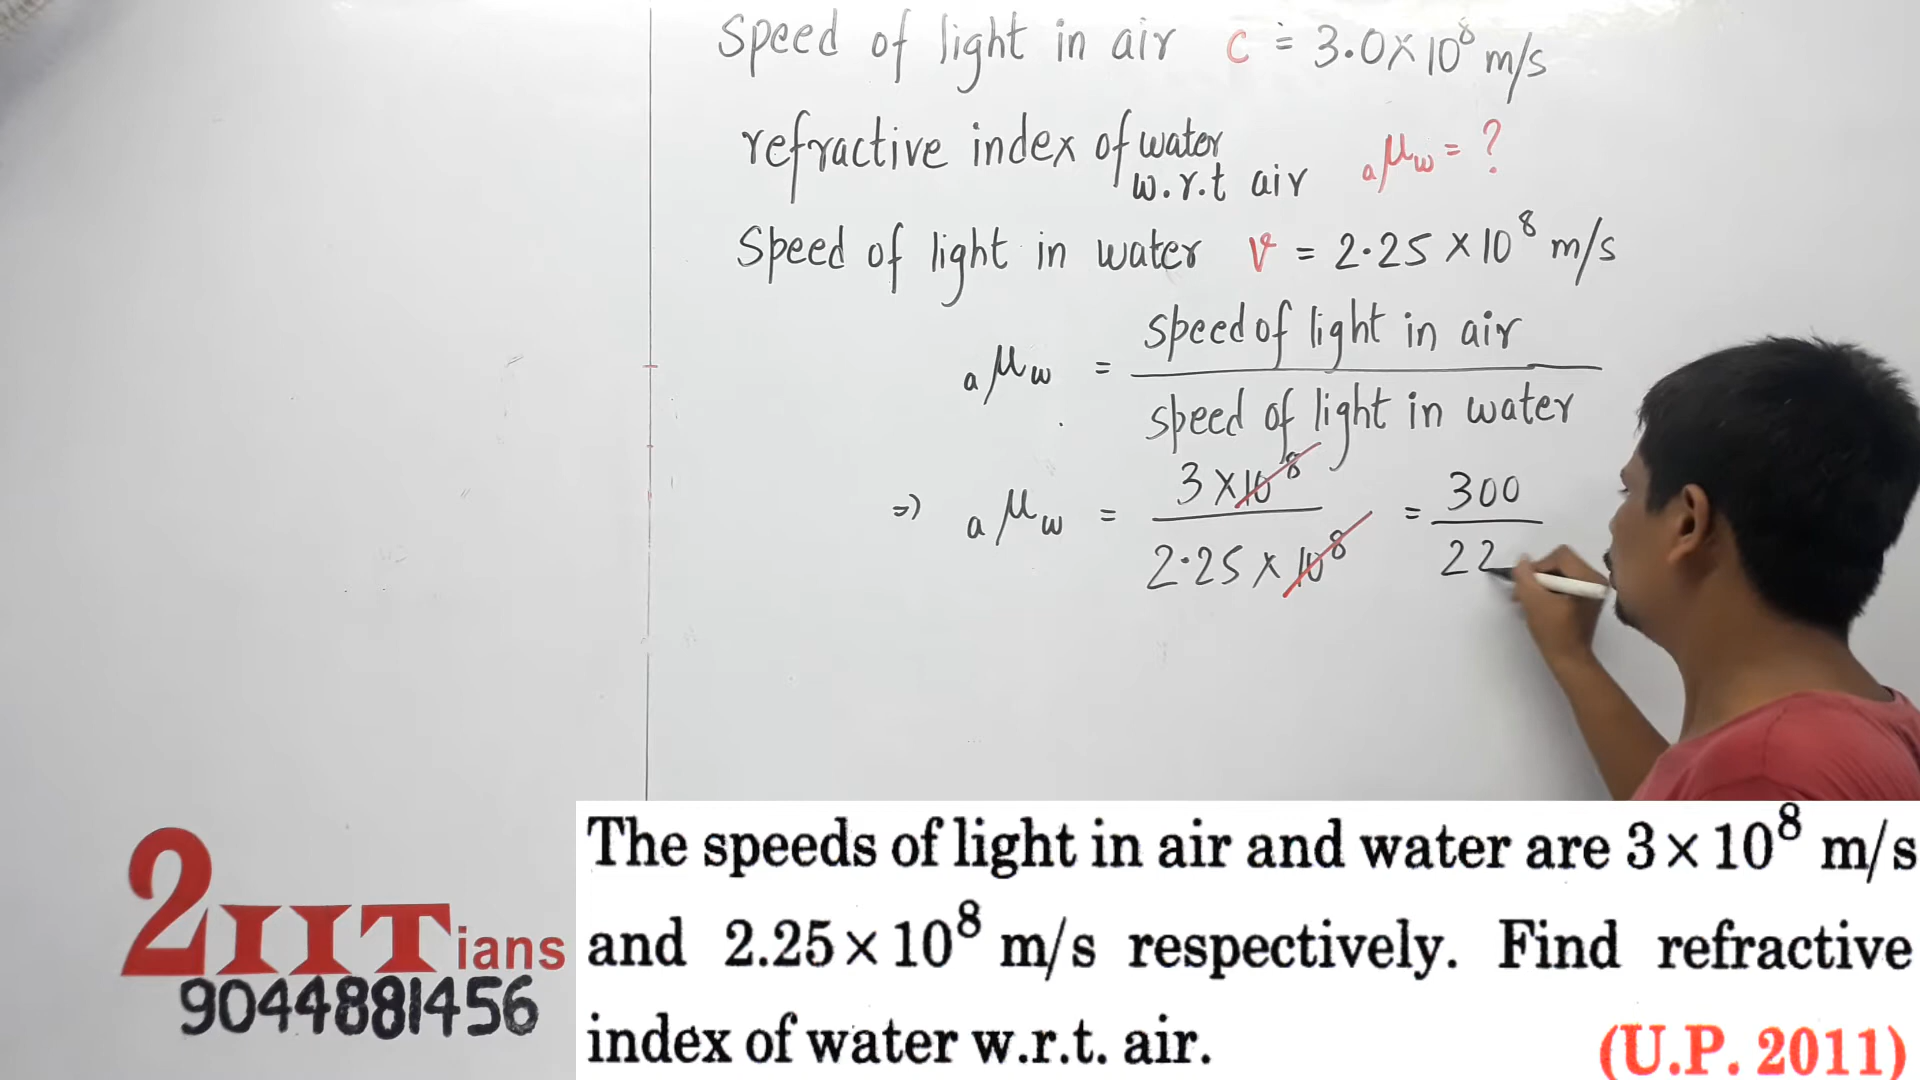 Speed of light in air c = 3.0×10⁸ m/s
refractive index of water w.r.t air ₐμ_w = ?
Speed of light in water v = 2.25 ×10⁸ m/s
ₐμ_w = speed of light in air / speed of light in water
⇒ ₐμ_w = 3 ×10⁸ / 2.25 ×10⁸ = 300 / 22
2IITians
9044881456
The speeds of light in air and water are 3×10⁸ m/s
and 2.25×10⁸ m/s respectively. Find refractive
index of water w.r.t. air.
(U.P. 2011)